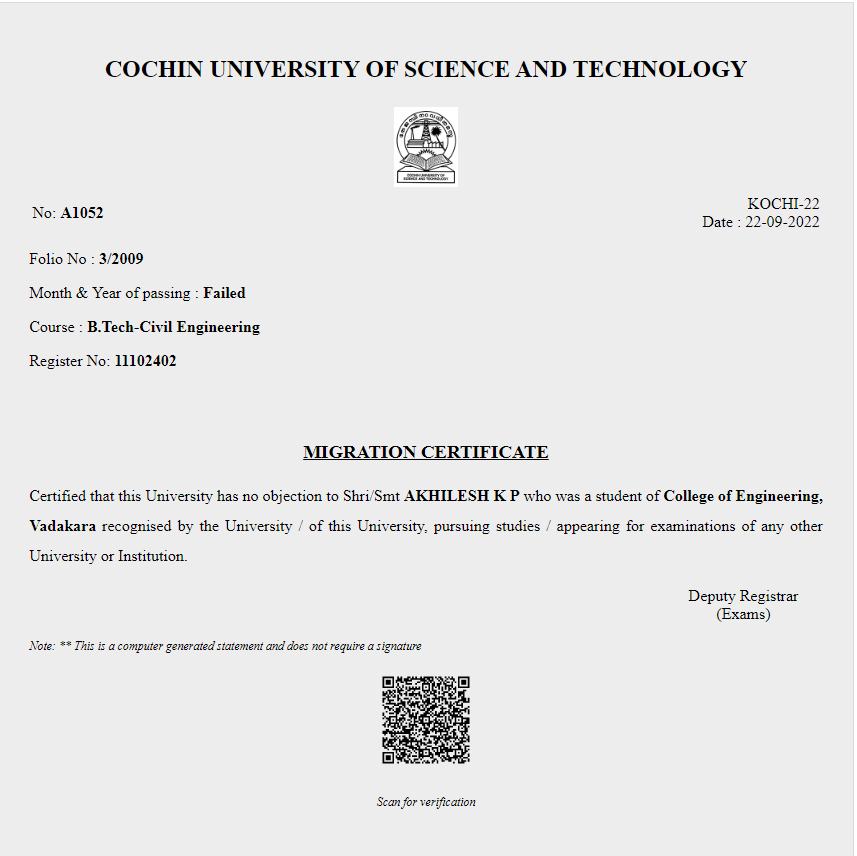 COCHIN UNIVERSITY OF SCIENCE AND TECHNOLOGY
COCHIN UNIVERSITY OF
SCIENCE AND TECHNOLOGY
No: A1052
KOCHI-22
Date : 22-09-2022
Folio No : 3/2009
Month & Year of passing : Failed
Course : B.Tech-Civil Engineering
Register No: 11102402
MIGRATION CERTIFICATE
Certified that this University has no objection to Shri/Smt AKHILESH K P who was a student of College of Engineering,
Vadakara recognised by the University / of this University, pursuing studies / appearing for examinations of any other
University or Institution.
Deputy Registrar
(Exams)
Note: ** This is a computer generated statement and does not require a signature
Scan for verification